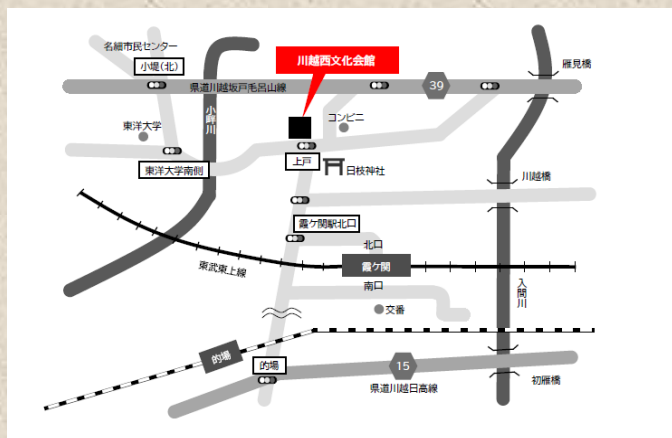 名細市民センター
小堤(北)
川越西文化会館
雁見橋
県道川越坂戸毛呂山線
39
小畔川
コンビニ
東洋大学
東洋大学南側
上戸
日枝神社
川越橋
霞ケ関駅北口
北口
東武東上線
霞ケ関
南口
入間川
交番
的場
的場
15
県道川越日高線
初雁橋